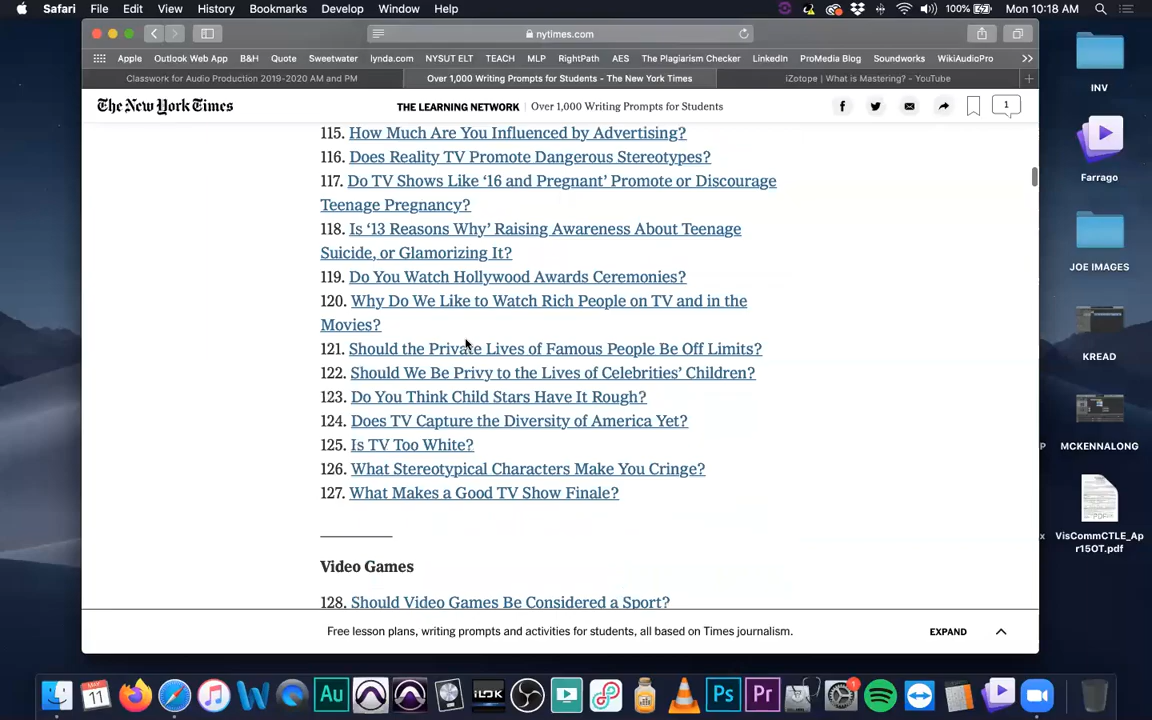 Safari File Edit View History Bookmarks Develop Window Help 100% Mon 10:18 AM
nytimes.com
Apple Outlook Web App B&H Quote Sweetwater lynda.com NYSUT ELT TEACH MLP RightPath AES The Plagiarism Checker LinkedIn ProMedia Blog Soundworks WikiAudioPro
Classwork for Audio Production 2019-2020 AM and PM Over 1,000 Writing Prompts for Students - The New York Times iZotope | What is Mastering? - YouTube
The New York Times THE LEARNING NETWORK | Over 1,000 Writing Prompts for Students 1
115. How Much Are You Influenced by Advertising?
116. Does Reality TV Promote Dangerous Stereotypes?
117. Do TV Shows Like ‘16 and Pregnant’ Promote or Discourage
Teenage Pregnancy?
118. Is ‘13 Reasons Why’ Raising Awareness About Teenage
Suicide, or Glamorizing It?
119. Do You Watch Hollywood Awards Ceremonies?
120. Why Do We Like to Watch Rich People on TV and in the
Movies?
121. Should the Private Lives of Famous People Be Off Limits?
122. Should We Be Privy to the Lives of Celebrities’ Children?
123. Do You Think Child Stars Have It Rough?
124. Does TV Capture the Diversity of America Yet?
125. Is TV Too White?
126. What Stereotypical Characters Make You Cringe?
127. What Makes a Good TV Show Finale?
Video Games
128. Should Video Games Be Considered a Sport?
Free lesson plans, writing prompts and activities for students, all based on Times journalism. EXPAND
INV
Farrago
JOE IMAGES
KREAD
MCKENNALONG
VisCommCTLE_Ap
r15OT.pdf
11
Au
iLOK
Ps
Pr
1